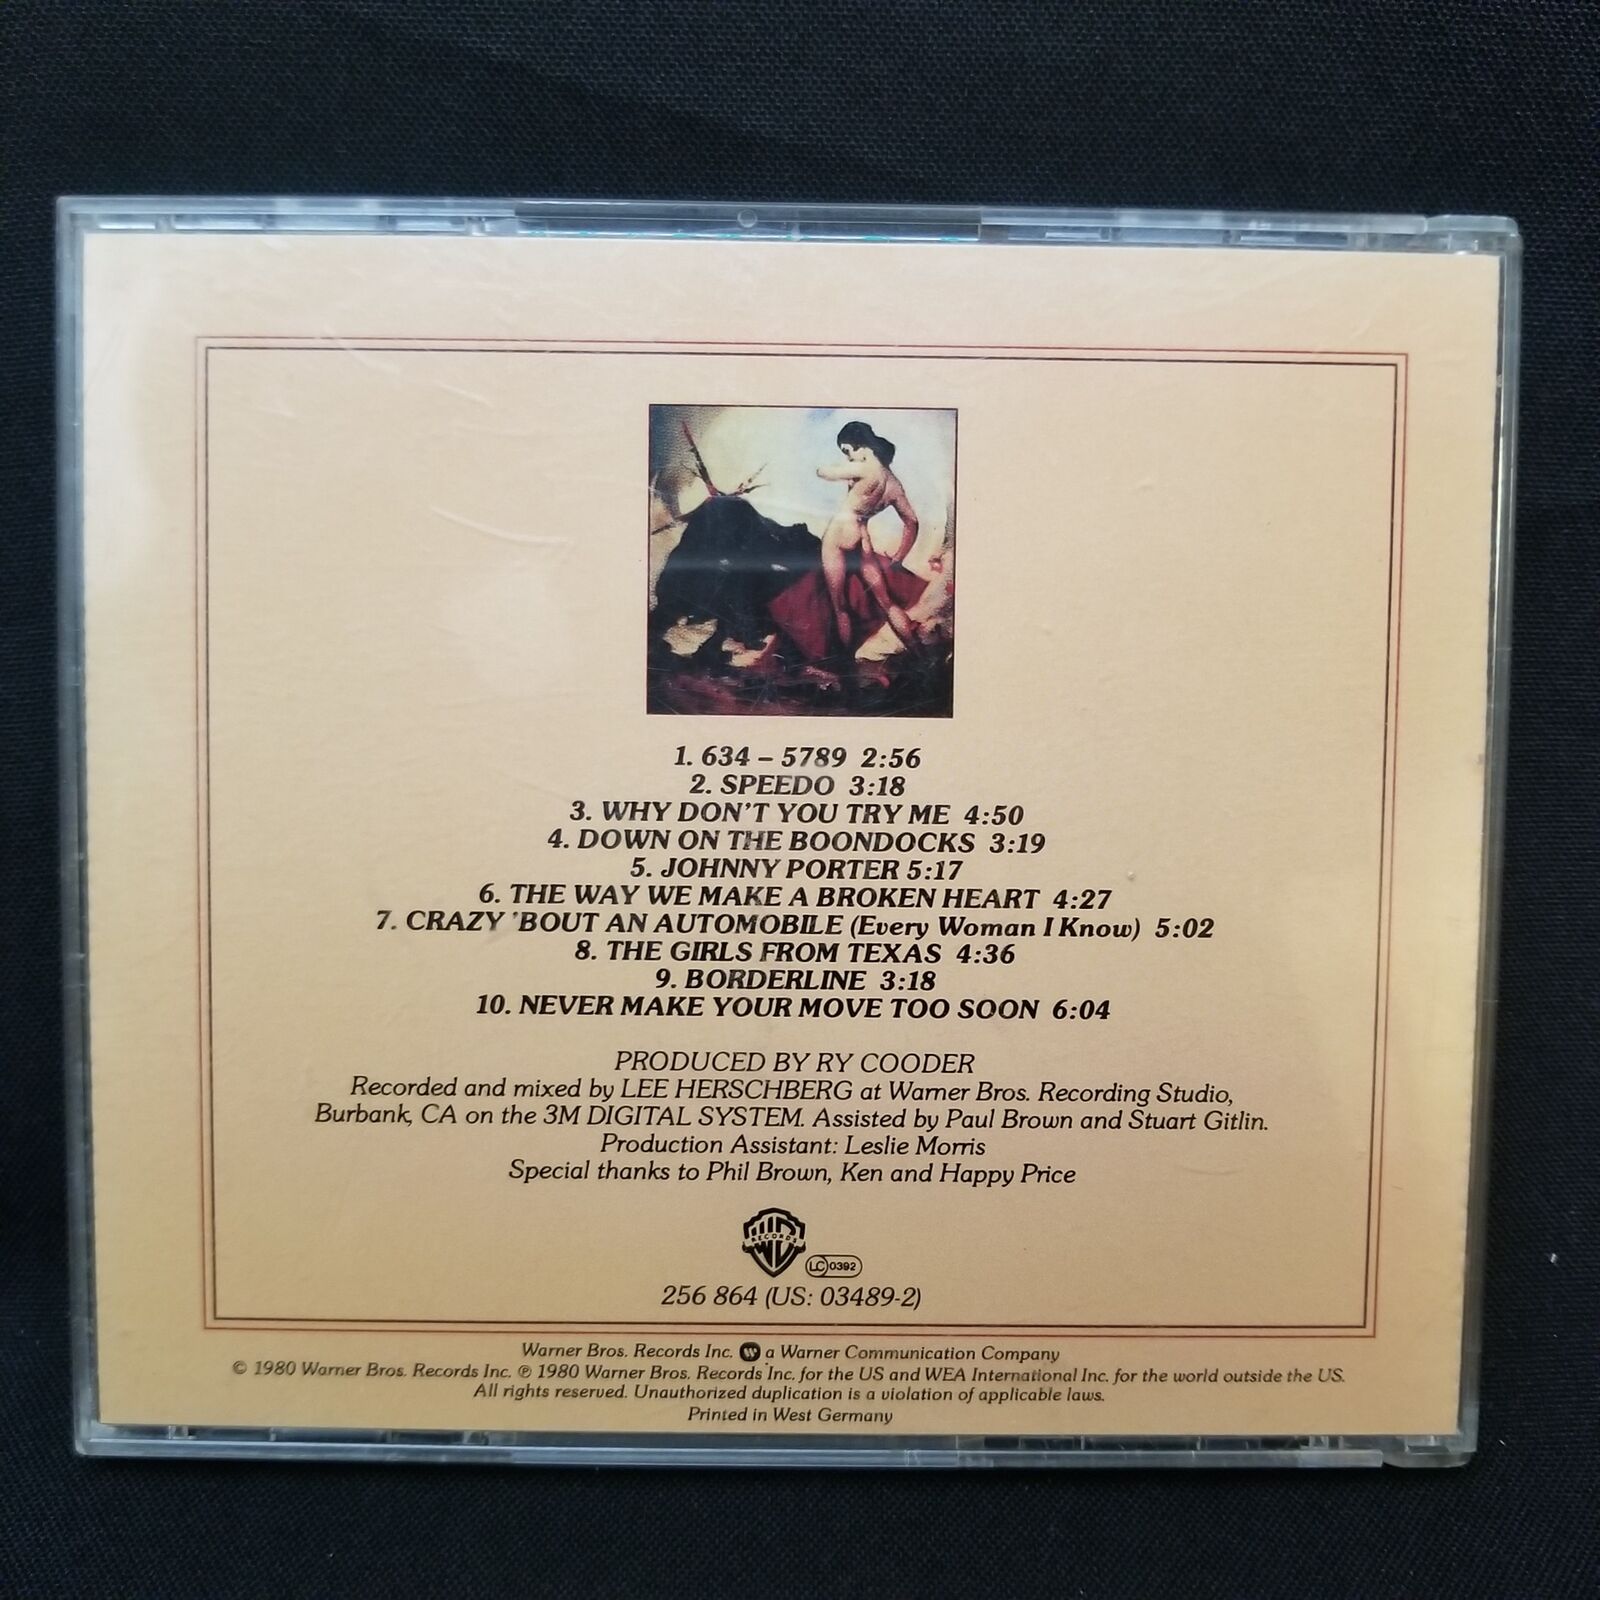 1. 634 – 5789 2:56
2. SPEEDO 3:18
3. WHY DON'T YOU TRY ME 4:50
4. DOWN ON THE BOONDOCKS 3:19
5. JOHNNY PORTER 5:17
6. THE WAY WE MAKE A BROKEN HEART 4:27
7. CRAZY 'BOUT AN AUTOMOBILE (Every Woman I Know) 5:02
8. THE GIRLS FROM TEXAS 4:36
9. BORDERLINE 3:18
10. NEVER MAKE YOUR MOVE TOO SOON 6:04
PRODUCED BY RY COODER
Recorded and mixed by LEE HERSCHBERG at Warner Bros. Recording Studio,
Burbank, CA on the 3M DIGITAL SYSTEM. Assisted by Paul Brown and Stuart Gitlin.
Production Assistant: Leslie Morris
Special thanks to Phil Brown, Ken and Happy Price
WB RECORDS
LC 0392
256 864 (US: 03489-2)
Warner Bros. Records Inc. W a Warner Communication Company
© 1980 Warner Bros. Records Inc. ℗ 1980 Warner Bros. Records Inc. for the US and WEA International Inc. for the world outside the US.
All rights reserved. Unauthorized duplication is a violation of applicable laws.
Printed in West Germany